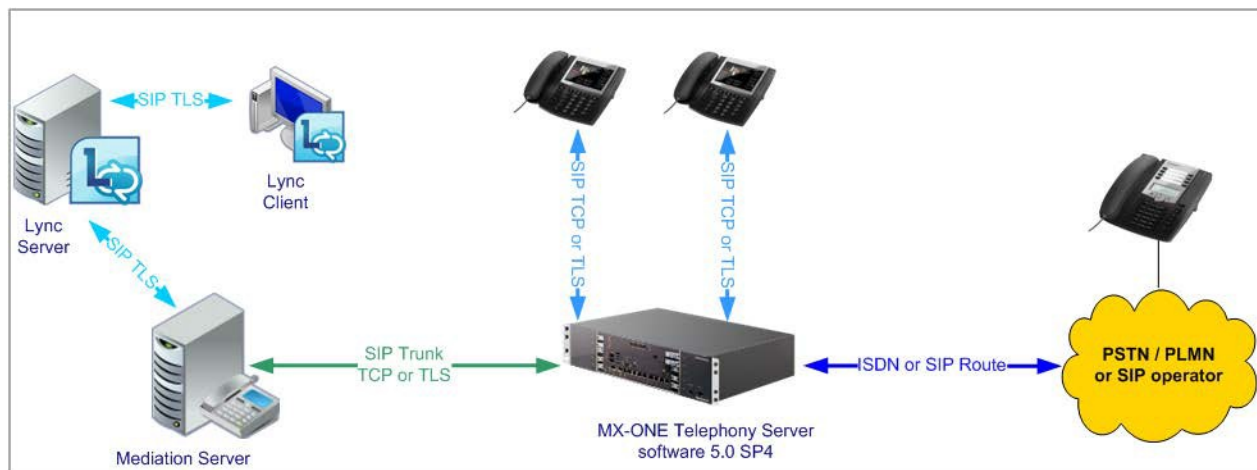 SIP TLS
Lync
Client
Lync
Server
SIP TLS
Mediation Server
SIP Trunk
TCP or TLS
SIP TCP or TLS
SIP TCP or TLS
MX-ONE Telephony Server
software 5.0 SP4
ISDN or SIP Route
PSTN / PLMN
or SIP operator